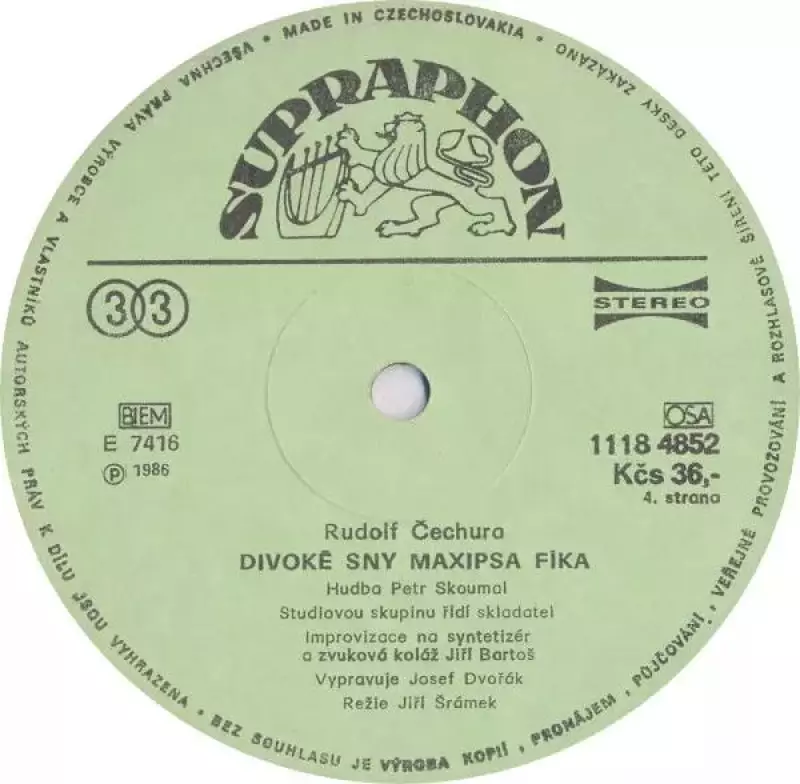 • MADE IN CZECHOSLOVAKIA •
ZAKÁZÁNO ŠÍŘENÍ TÉTO DESKY A ROZHLASOVÉ PROVOZOVÁNÍ, VEŘEJNÉ PŮJČOVÁNÍ, PRONÁJEM, VÝROBA KOPIÍ JE BEZ SOUHLASU • VYHRAZENA JSOU DÍLU K PRÁV AUTORSKÝCH VLASTNÍKŮ A VÝROBCE PRÁVA VŠECHNA
SUPRAPHON
33
STEREO
BIEM
OSA
E 7416
1118 4852
℗ 1986
Kčs 36,-
4. strana
Rudolf Čechura
DIVOKÉ SNY MAXIPSA FÍKA
Hudba Petr Skoumal
Studiovou skupinu řídí skladatel
Improvizace na syntetizér
a zvuková koláž Jiří Bartoš
Vypravuje Josef Dvořák
Režie Jiří Šrámek